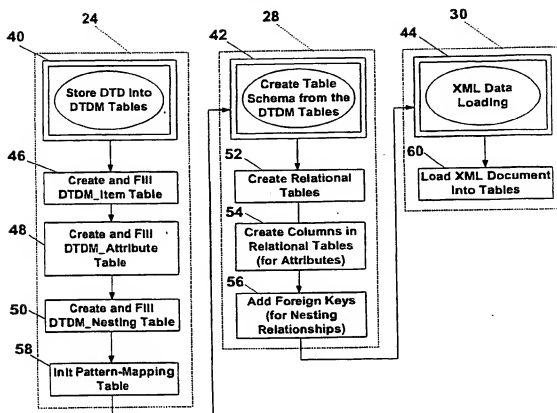 24
28
30
40
42
44
Store DTD Into
DTDM Tables
Create Table
Schema from the
DTDM Tables
XML Data
Loading
46
Create and Fill
DTDM_Item Table
48
Create and Fill
DTDM_Attribute
Table
50
Create and Fill
DTDM_Nesting Table
58
Init Pattern-Mapping
Table
52
Create Relational
Tables
54
Create Columns in
Relational Tables
(for Attributes)
56
Add Foreign Keys
(for Nesting
Relationships)
60
Load XML Document
Into Tables